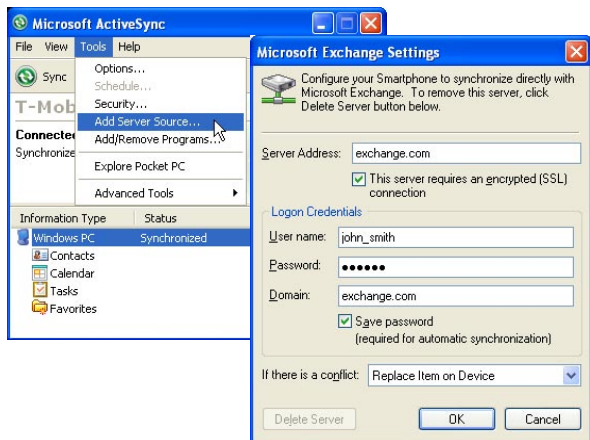 Microsoft ActiveSync
File View Tools Help
Sync
Options...
Schedule...
Security...
Add Server Source...
Add/Remove Programs...
Explore Pocket PC
Advanced Tools
T-Mob
Connected
Synchronize
Information Type Status
Windows PC Synchronized
Contacts
Calendar
Tasks
Favorites
Microsoft Exchange Settings
Configure your Smartphone to synchronize directly with
Microsoft Exchange. To remove this server, click
Delete Server button below.
Server Address: exchange.com
This server requires an encrypted (SSL)
connection
Logon Credentials
User name: john_smith
Password: ••••••
Domain: exchange.com
Save password
(required for automatic synchronization)
If there is a conflict: Replace Item on Device
Delete Server OK Cancel